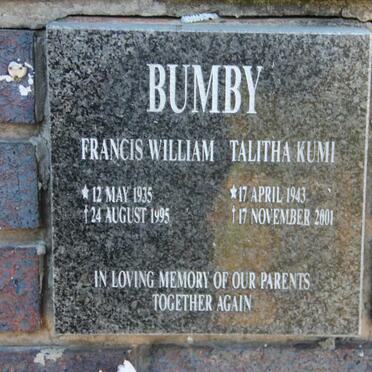 BUMBY
FRANCIS WILLIAM TALITHA KUMI
★12 MAY 1935 ★17 APRIL 1943
†24 AUGUST 1995 †17 NOVEMBER 2001
IN LOVING MEMORY OF OUR PARENTS
TOGETHER AGAIN